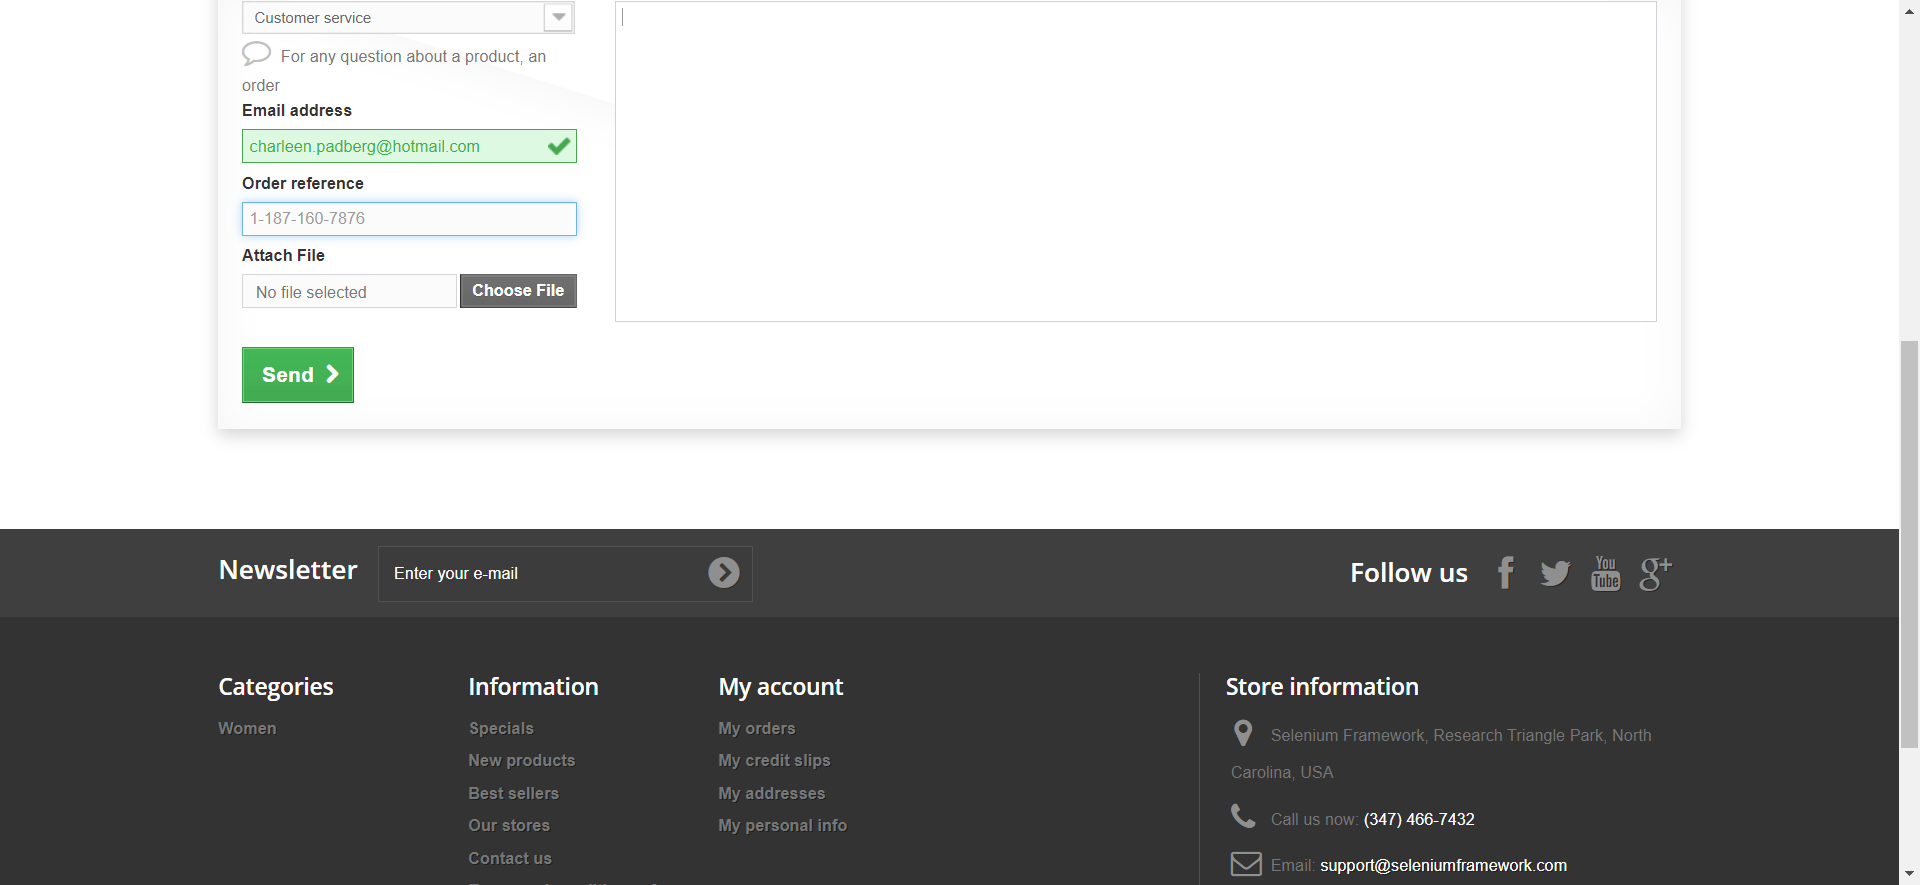 Customer service
For any question about a product, an
order
Email address
charleen.padberg@hotmail.com
Order reference
1-187-160-7876
Attach File
No file selected
Choose File
Send
Newsletter
Enter your e-mail
Follow us
You
Tube
g+
Categories
Women
Information
Specials
New products
Best sellers
Our stores
Contact us
My account
My orders
My credit slips
My addresses
My personal info
Store information
Selenium Framework, Research Triangle Park, North
Carolina, USA
Call us now: (347) 466-7432
Email: support@seleniumframework.com